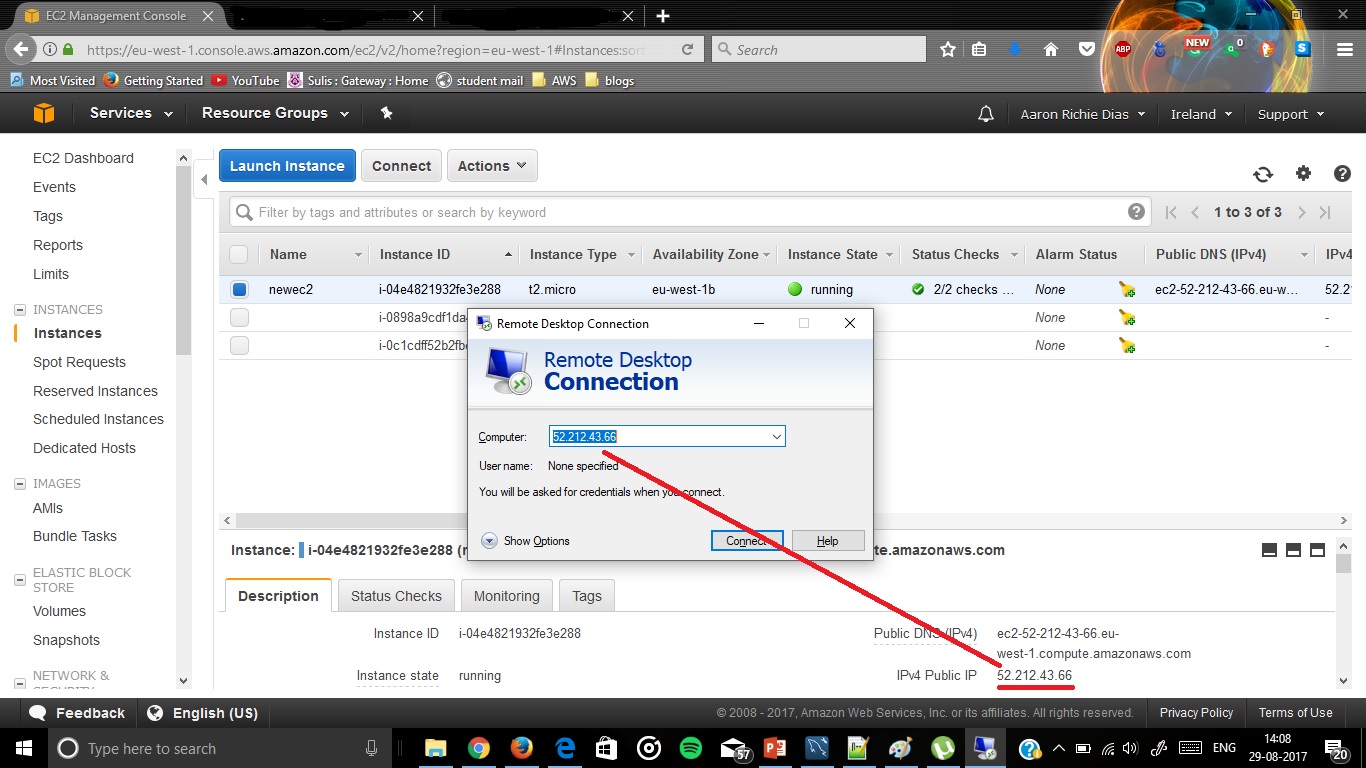 EC2 Management Console
https://eu-west-1.console.aws.amazon.com/ec2/v2/home?region=eu-west-1#Instances:sort
Search
ABP
NEW
0
S
Most Visited Getting Started YouTube Sulis : Gateway : Home student mail AWS blogs
Services Resource Groups Aaron Richie Dias Ireland Support
EC2 Dashboard
Events
Tags
Reports
Limits
INSTANCES
Instances
Spot Requests
Reserved Instances
Scheduled Instances
Dedicated Hosts
IMAGES
AMIs
Bundle Tasks
ELASTIC BLOCK
STORE
Volumes
Snapshots
NETWORK &
SECURITY
Launch Instance Connect Actions
Filter by tags and attributes or search by keyword 1 to 3 of 3
Name Instance ID Instance Type Availability Zone Instance State Status Checks Alarm Status Public DNS (IPv4) IPv4
newec2 i-04e4821932fe3e288 t2.micro eu-west-1b running 2/2 checks ... None ec2-52-212-43-66.eu-w... 52.2
i-0898a9cdf1da None -
i-0c1cdff52b2fb None -
Remote Desktop Connection
Remote Desktop
Connection
Computer: 52.212.43.66
User name: None specified
You will be asked for credentials when you connect.
Show Options Connect Help
Instance: i-04e4821932fe3e288 te.amazonaws.com
Description Status Checks Monitoring Tags
Instance ID i-04e4821932fe3e288 Public DNS (IPv4) ec2-52-212-43-66.eu-
west-1.compute.amazonaws.com
Instance state running IPv4 Public IP 52.212.43.66
Feedback English (US) © 2008 - 2017, Amazon Web Services, Inc. or its affiliates. All rights reserved. Privacy Policy Terms of Use
Type here to search 57 ENG 14:08
29-08-2017 20